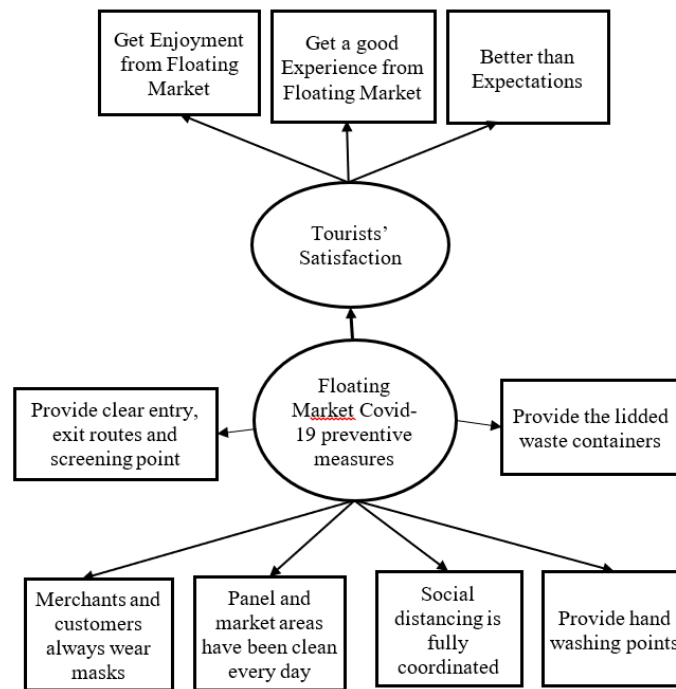 Get Enjoyment
from Floating
Market
Get a good
Experience from
Floating Market
Better than
Expectations
Tourists’
Satisfaction
Floating
Market Covid-
19 preventive
measures
Provide clear entry,
exit routes and
screening point
Provide the lidded
waste containers
Merchants and
customers
always wear
masks
Panel and
market areas
have been clean
every day
Social
distancing is
fully
coordinated
Provide hand
washing points